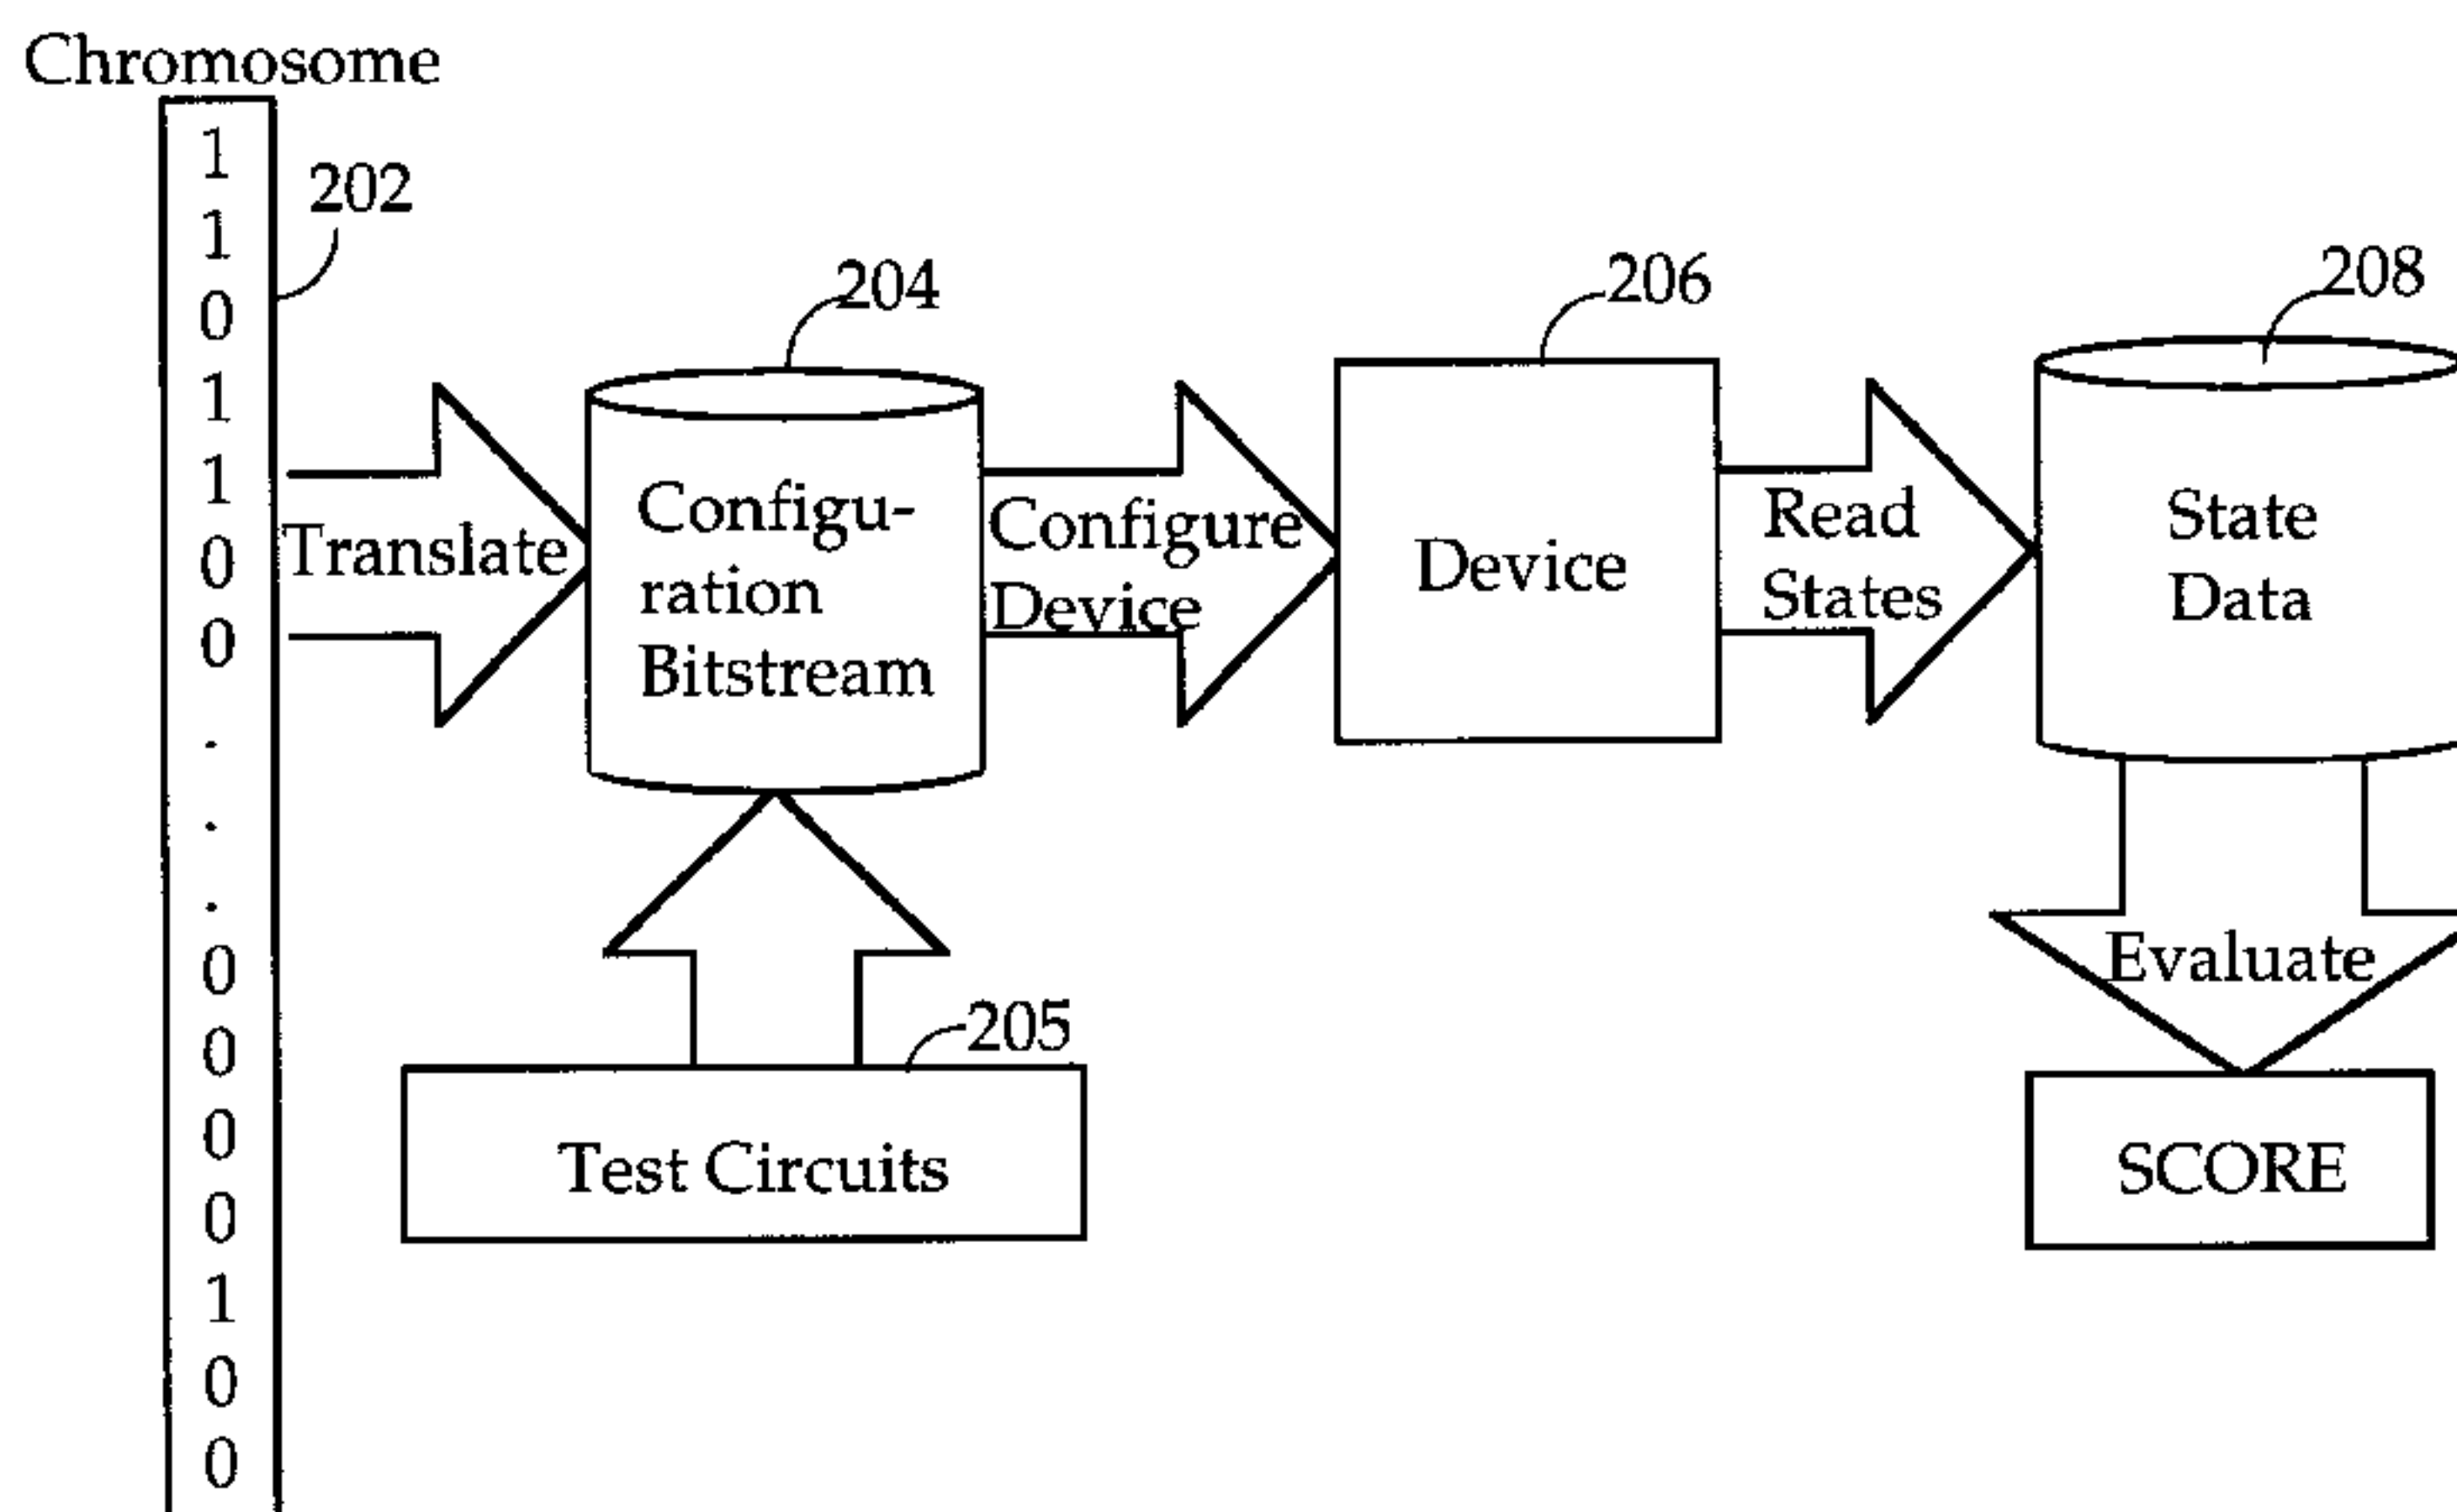 Chromosome
1
1
0
1
1
0
0
.
.
.
0
0
0
0
1
0
0
202
204
206
208
Translate
Configu-
ration
Bitstream
Configure
Device
Device
Read
States
State
Data
Evaluate
205
Test Circuits
SCORE